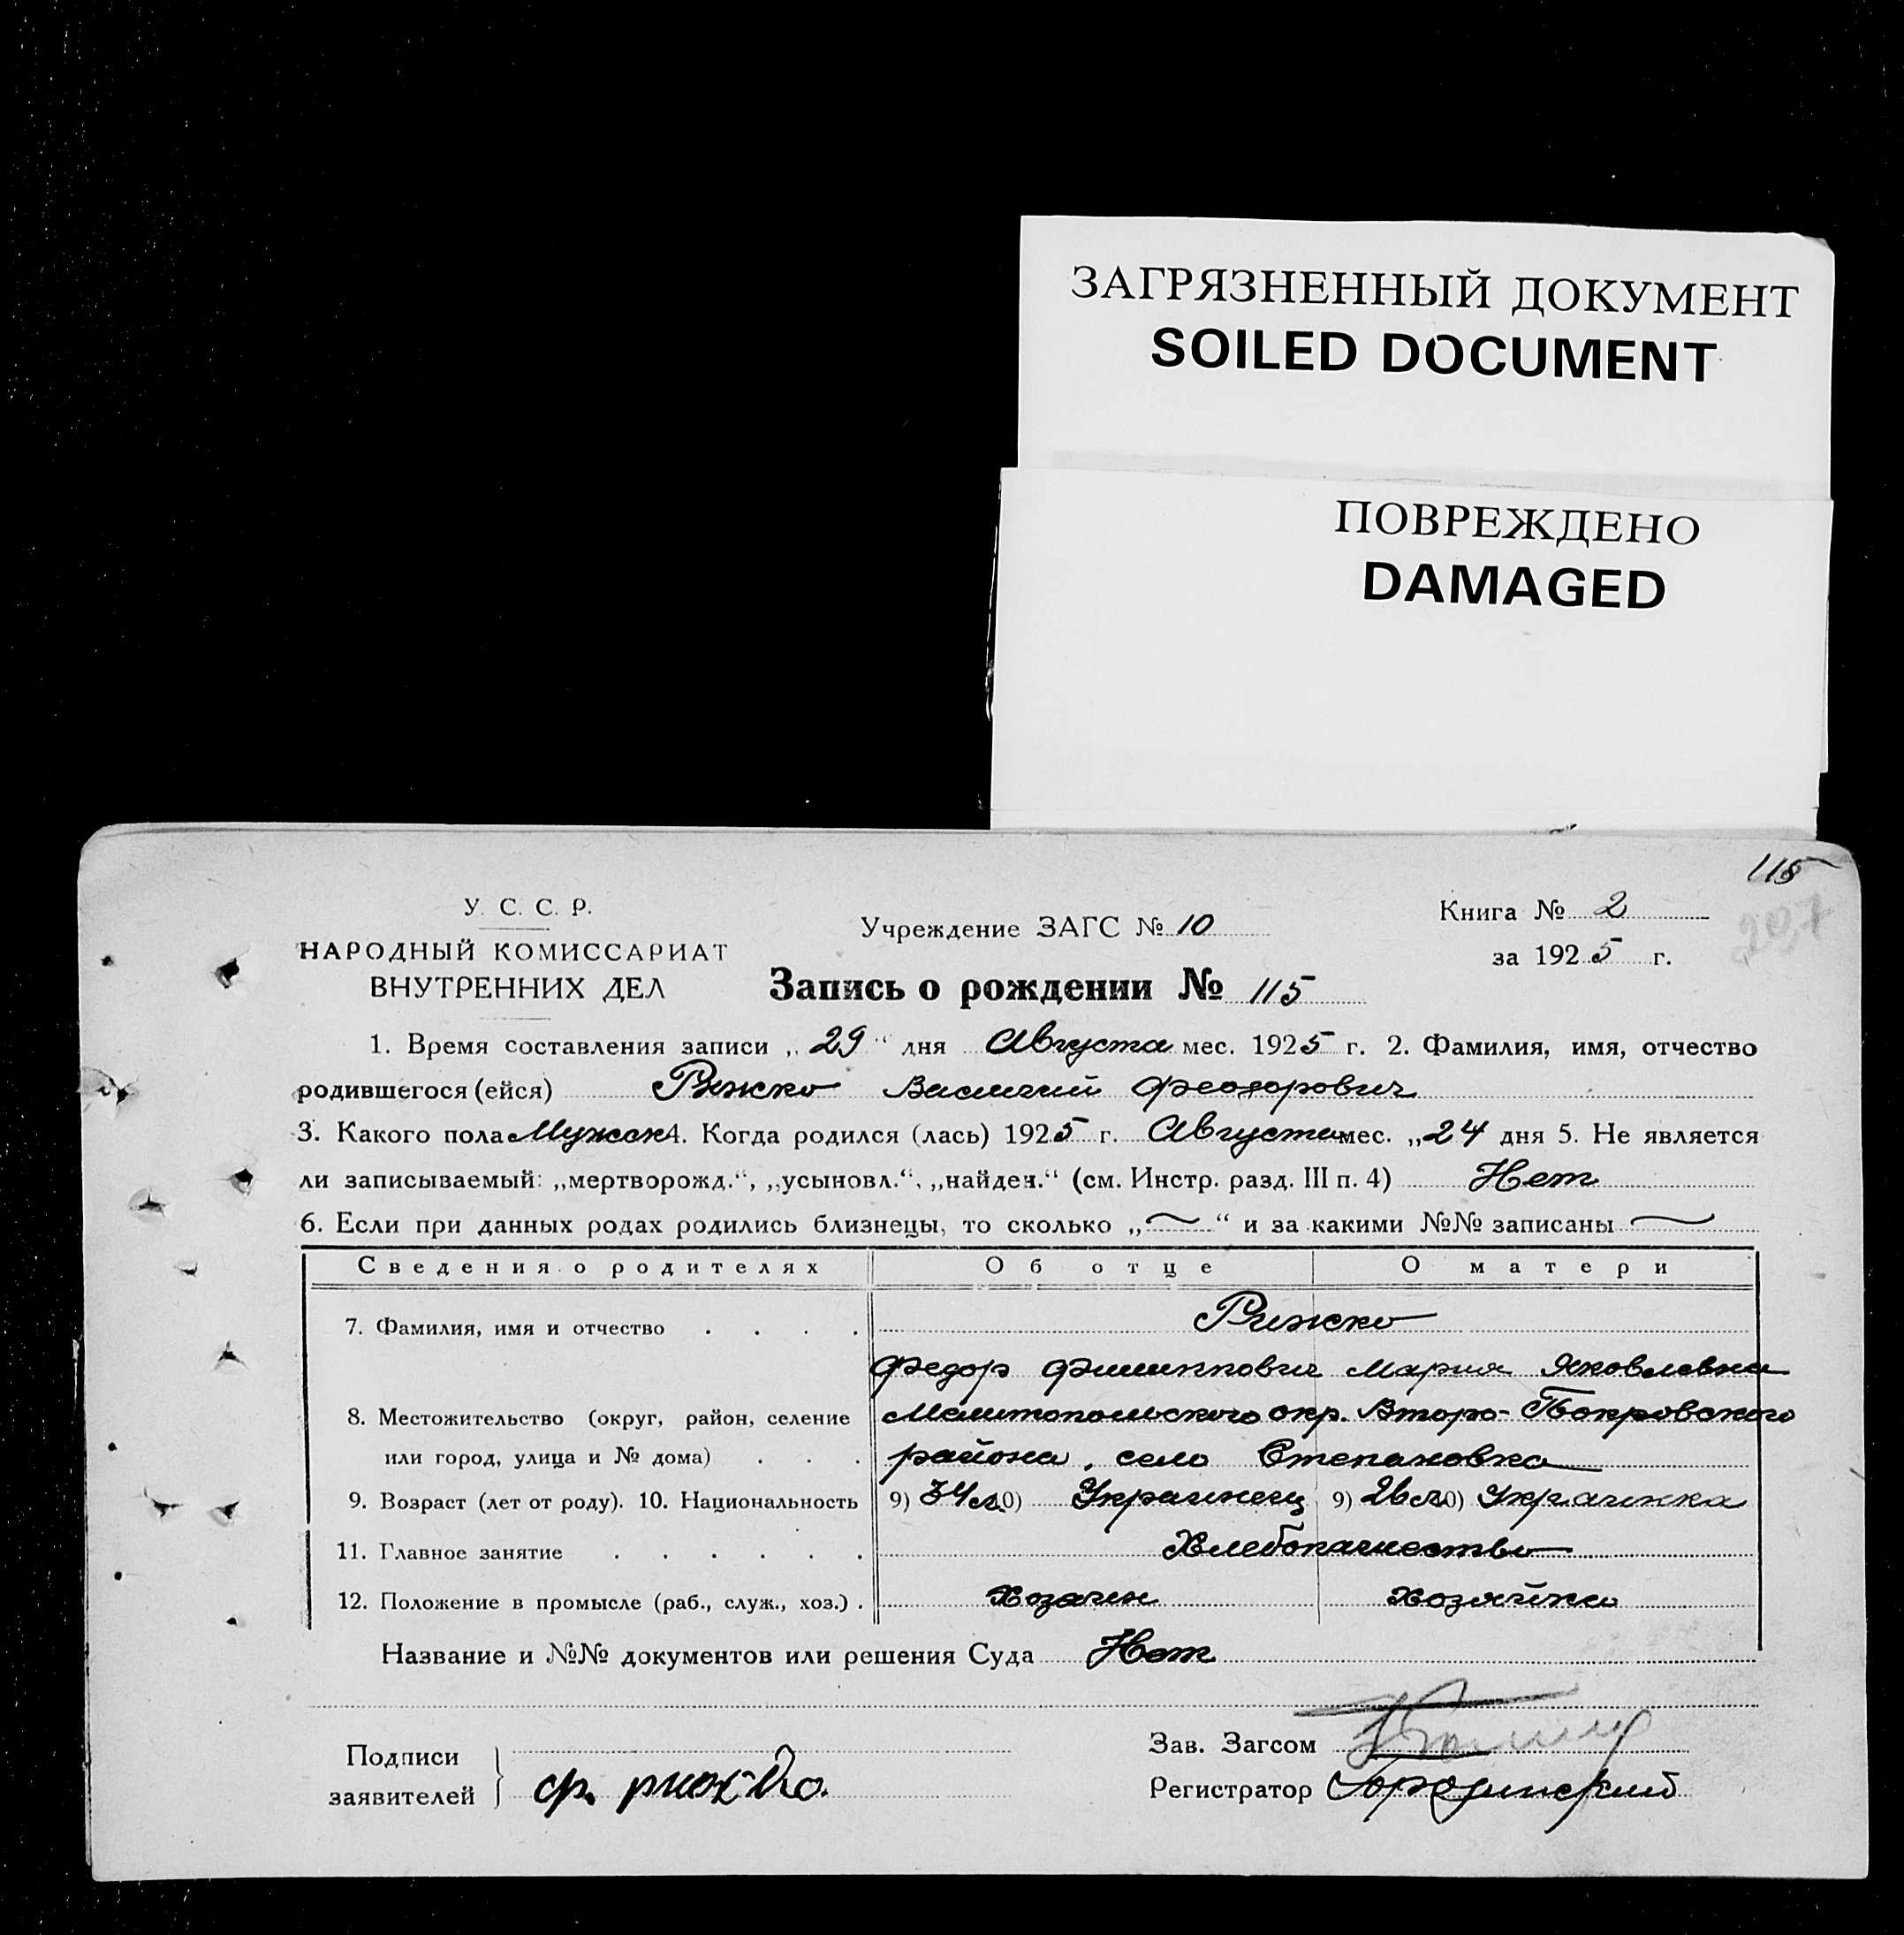 ЗАГРЯЗНЕННЫЙ ДОКУМЕНТ
SOILED DOCUMENT
ПОВРЕЖДЕНО
DAMAGED
115
207
У. С. С. Р.
НАРОДНЫЙ КОМИССАРИАТ
ВНУТРЕННИХ ДЕЛ
Учреждение ЗАГС № 10
Книга № 2
за 1925 г.
Запись о рождении № 115
1. Время составления записи „29“ дня Августа мес. 1925 г. 2. Фамилия, имя, отчество
родившегося (ейся) Рижко Василий Феодорович
3. Какого пола Мужск 4. Когда родился (лась) 1925 г. Августа мес. „24 дня 5. Не является
ли записываемый: „мертворожд.“, „усыновл.“, „найден.“ (см. Инстр. разд. III п. 4) Нет
6. Если при данных родах родились близнецы, то сколько „—“ и за какими №№ записаны —
Сведения о родителях Об отце О матери
7. Фамилия, имя и отчество . . . . Рижко
Федор Филиппович Мария Яковлевна
8. Местожительство (округ, район, селение Мелитопольского окр. Второ-Покровского
или город, улица и № дома) . . . района, село Степановка
9. Возраст (лет от роду). 10. Национальность 9) 34 л. 10) Украинец 9) 26 л. 10) Украинка
11. Главное занятие . . . . . . Хлебопашество
12. Положение в промысле (раб., служ., хоз.) . Хозаин хозяйка
Название и №№ документов или решения Суда Нет
Подписи
заявителей } Ф. рижко.
Зав. Загсом
Регистратор Городинский